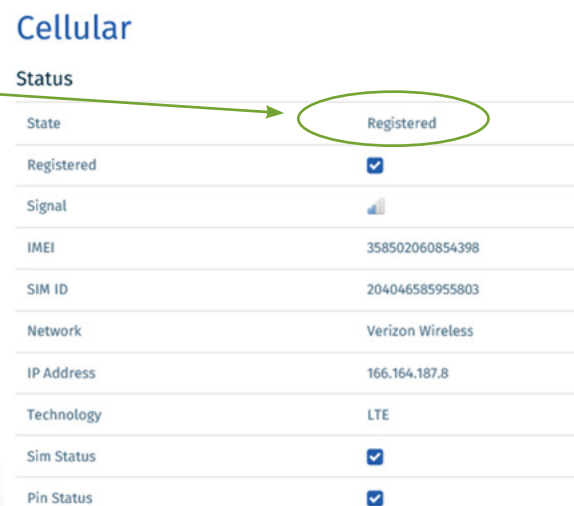 Cellular
Status
State Registered
Registered
Signal
IMEI 358502060854398
SIM ID 204046585955803
Network Verizon Wireless
IP Address 166.164.187.8
Technology LTE
Sim Status
Pin Status